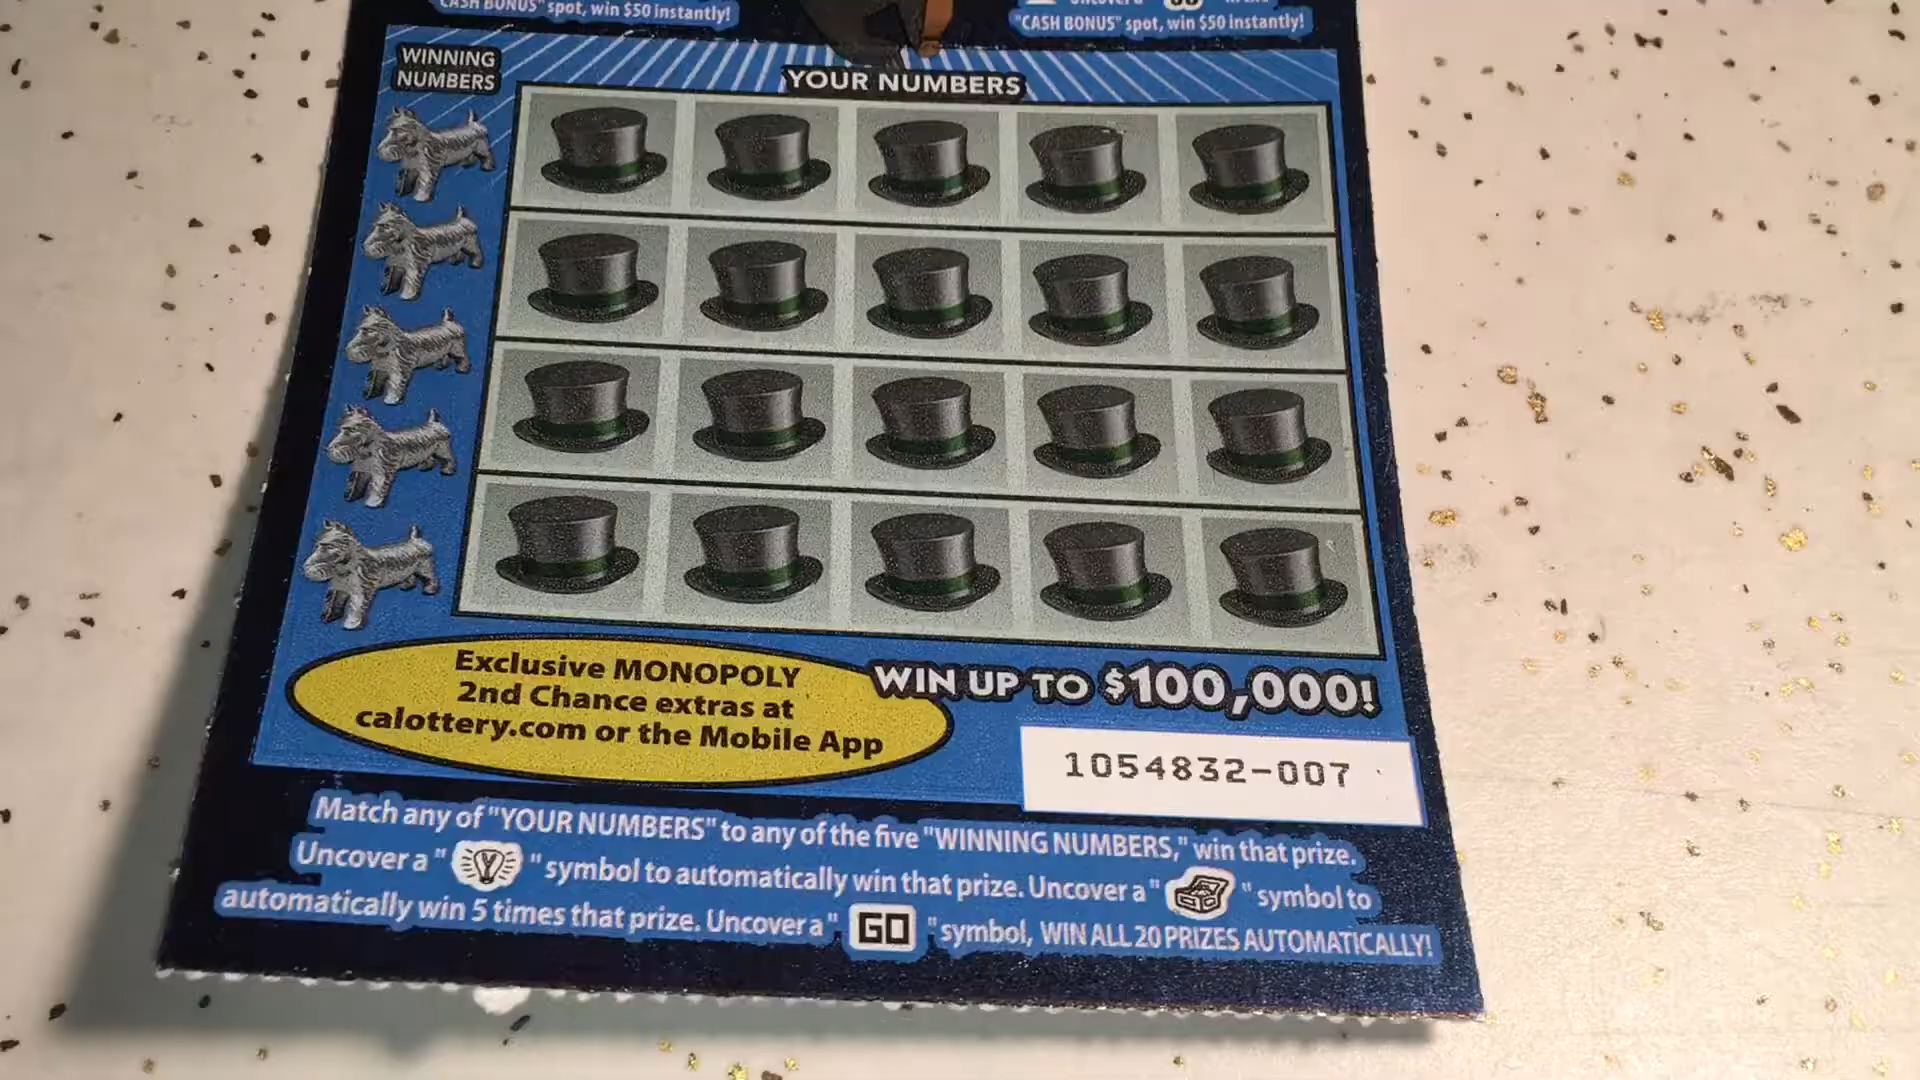 "CASH BONUS" spot, win $50 instantly!
"CASH BONUS" spot, win $50 instantly!
WINNING
NUMBERS
YOUR NUMBERS
Exclusive MONOPOLY
2nd Chance extras at
calottery.com or the Mobile App
WIN UP TO $100,000!
1054832-007
Match any of "YOUR NUMBERS" to any of the five "WINNING NUMBERS," win that prize.
Uncover a " " symbol to automatically win that prize. Uncover a " " symbol to
automatically win 5 times that prize. Uncover a " GO " symbol, WIN ALL 20 PRIZES AUTOMATICALLY!